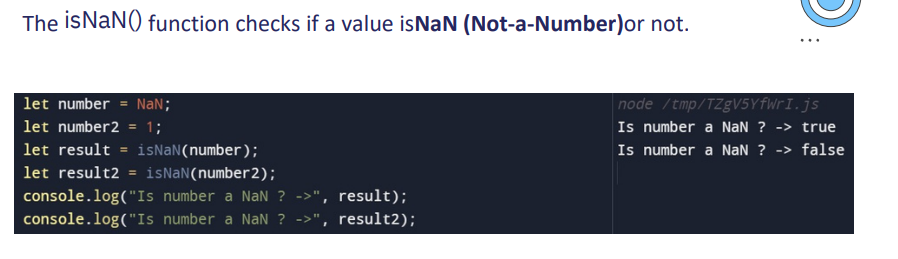 The isNaN() function checks if a value isNaN (Not-a-Number)or not.
...
let number = NaN;
let number2 = 1;
let result = isNaN(number);
let result2 = isNaN(number2);
console.log("Is number a NaN ? ->", result);
console.log("Is number a NaN ? ->", result2);
node /tmp/TZgV5YfWrI.js
Is number a NaN ? -> true
Is number a NaN ? -> false